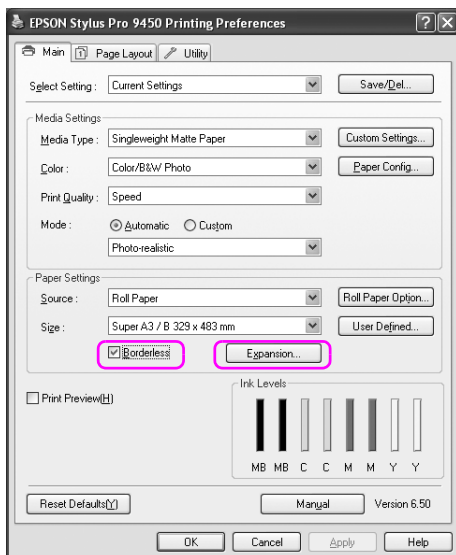 EPSON Stylus Pro 9450 Printing Preferences
Main Page Layout Utility
Select Setting : Current Settings Save/Del...
Media Settings
Media Type : Singleweight Matte Paper Custom Settings...
Color : Color/B&W Photo Paper Config...
Print Quality : Speed
Mode : Automatic Custom
Photo-realistic
Paper Settings
Source : Roll Paper Roll Paper Option...
Size : Super A3 / B 329 x 483 mm User Defined...
Borderless Expansion...
Print Preview(H)
Ink Levels
MB MB C C M M Y Y
Reset Defaults(Y) Manual Version 6.50
OK Cancel Apply Help